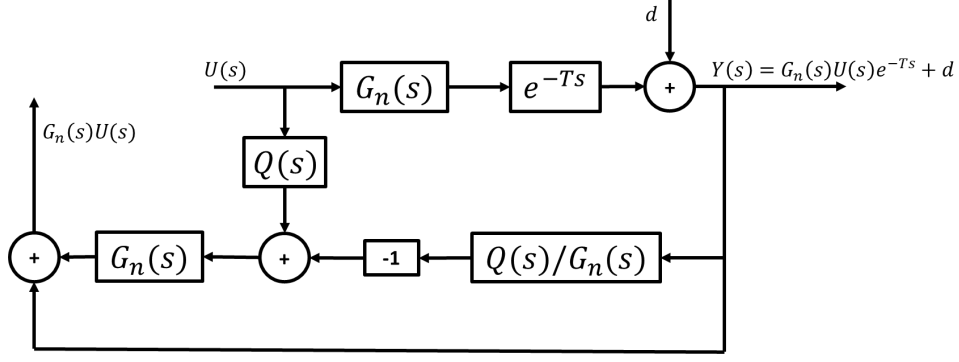 d
U(s)
G_n(s)
e^{-Ts}
+
Y(s) = G_n(s)U(s)e^{-Ts} + d
G_n(s)U(s)
Q(s)
+
G_n(s)
+
-1
Q(s)/G_n(s)